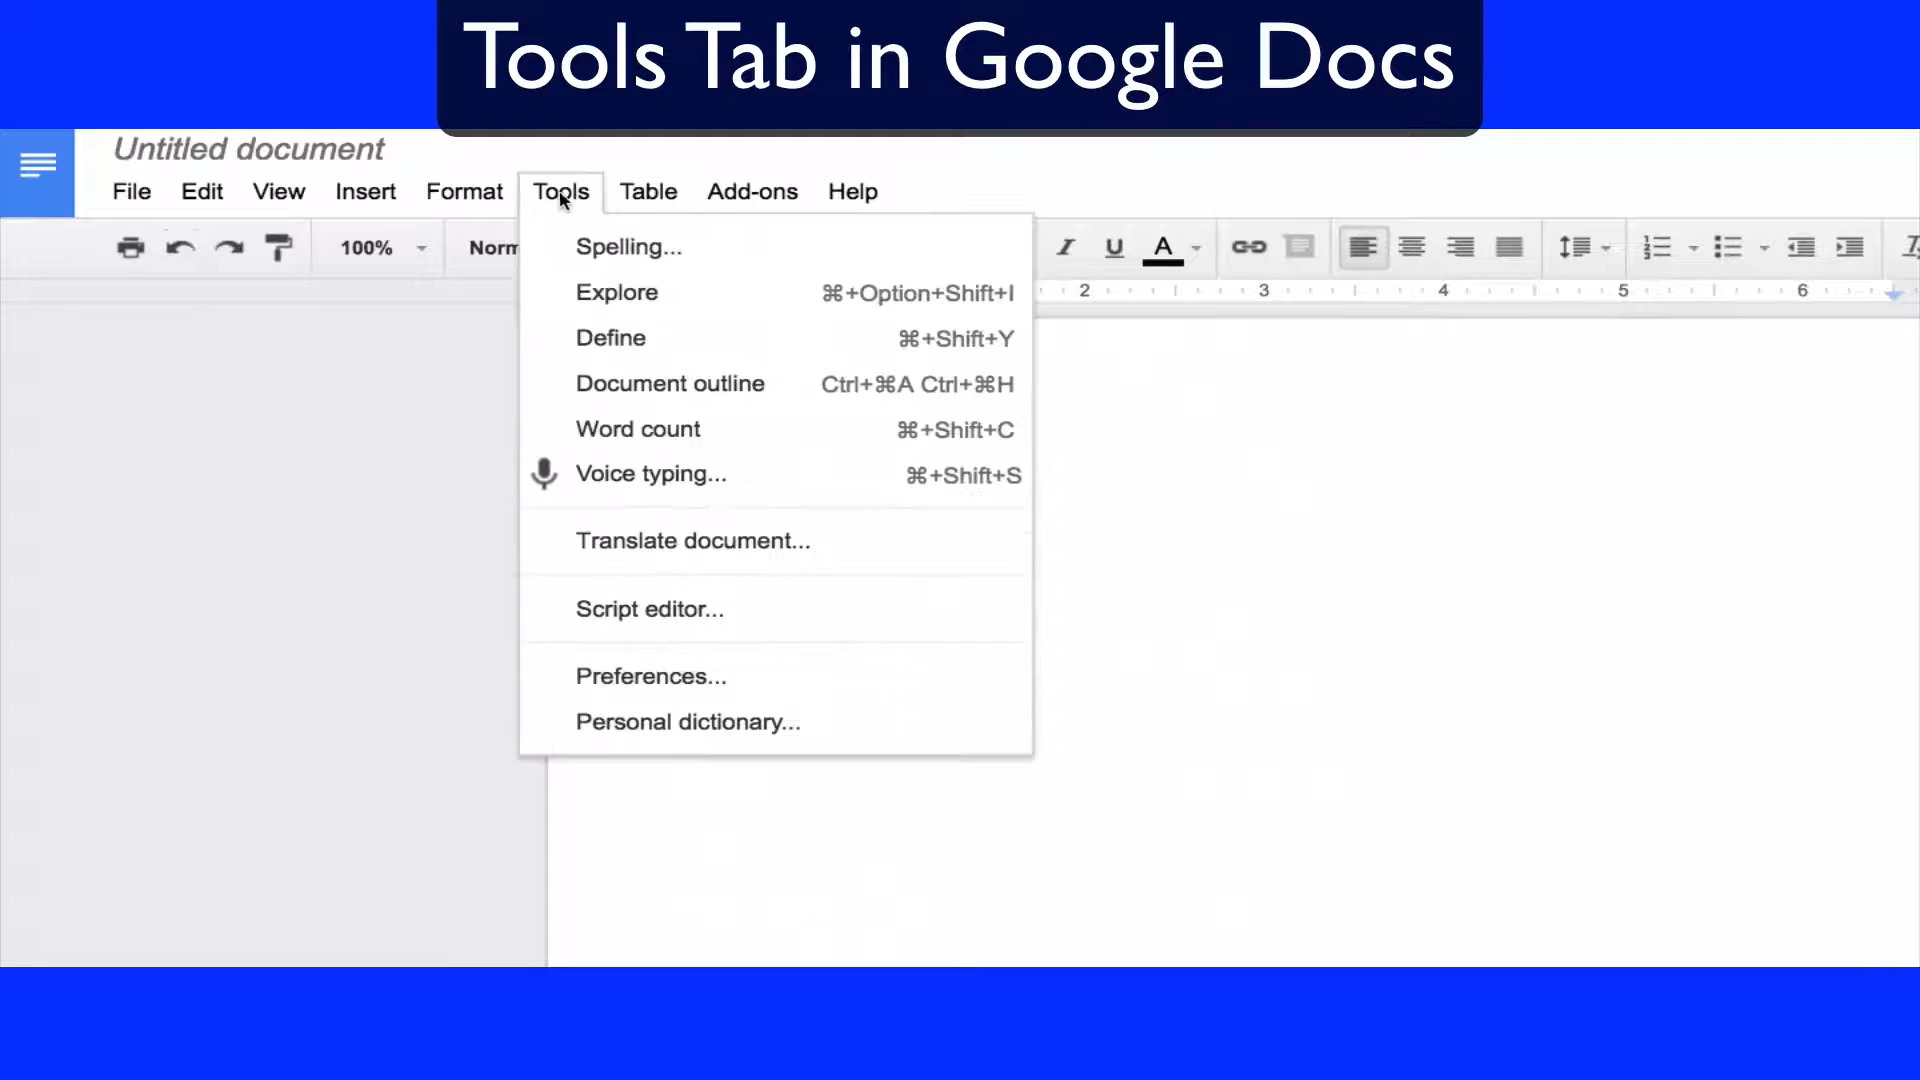 Tools Tab in Google Docs
Untitled document
File Edit View Insert Format Tools Table Add-ons Help
100% Norm
Spelling...
Explore ⌘+Option+Shift+I
Define ⌘+Shift+Y
Document outline Ctrl+⌘A Ctrl+⌘H
Word count ⌘+Shift+C
Voice typing... ⌘+Shift+S
Translate document...
Script editor...
Preferences...
Personal dictionary...
I U A
2 3 4 5 6